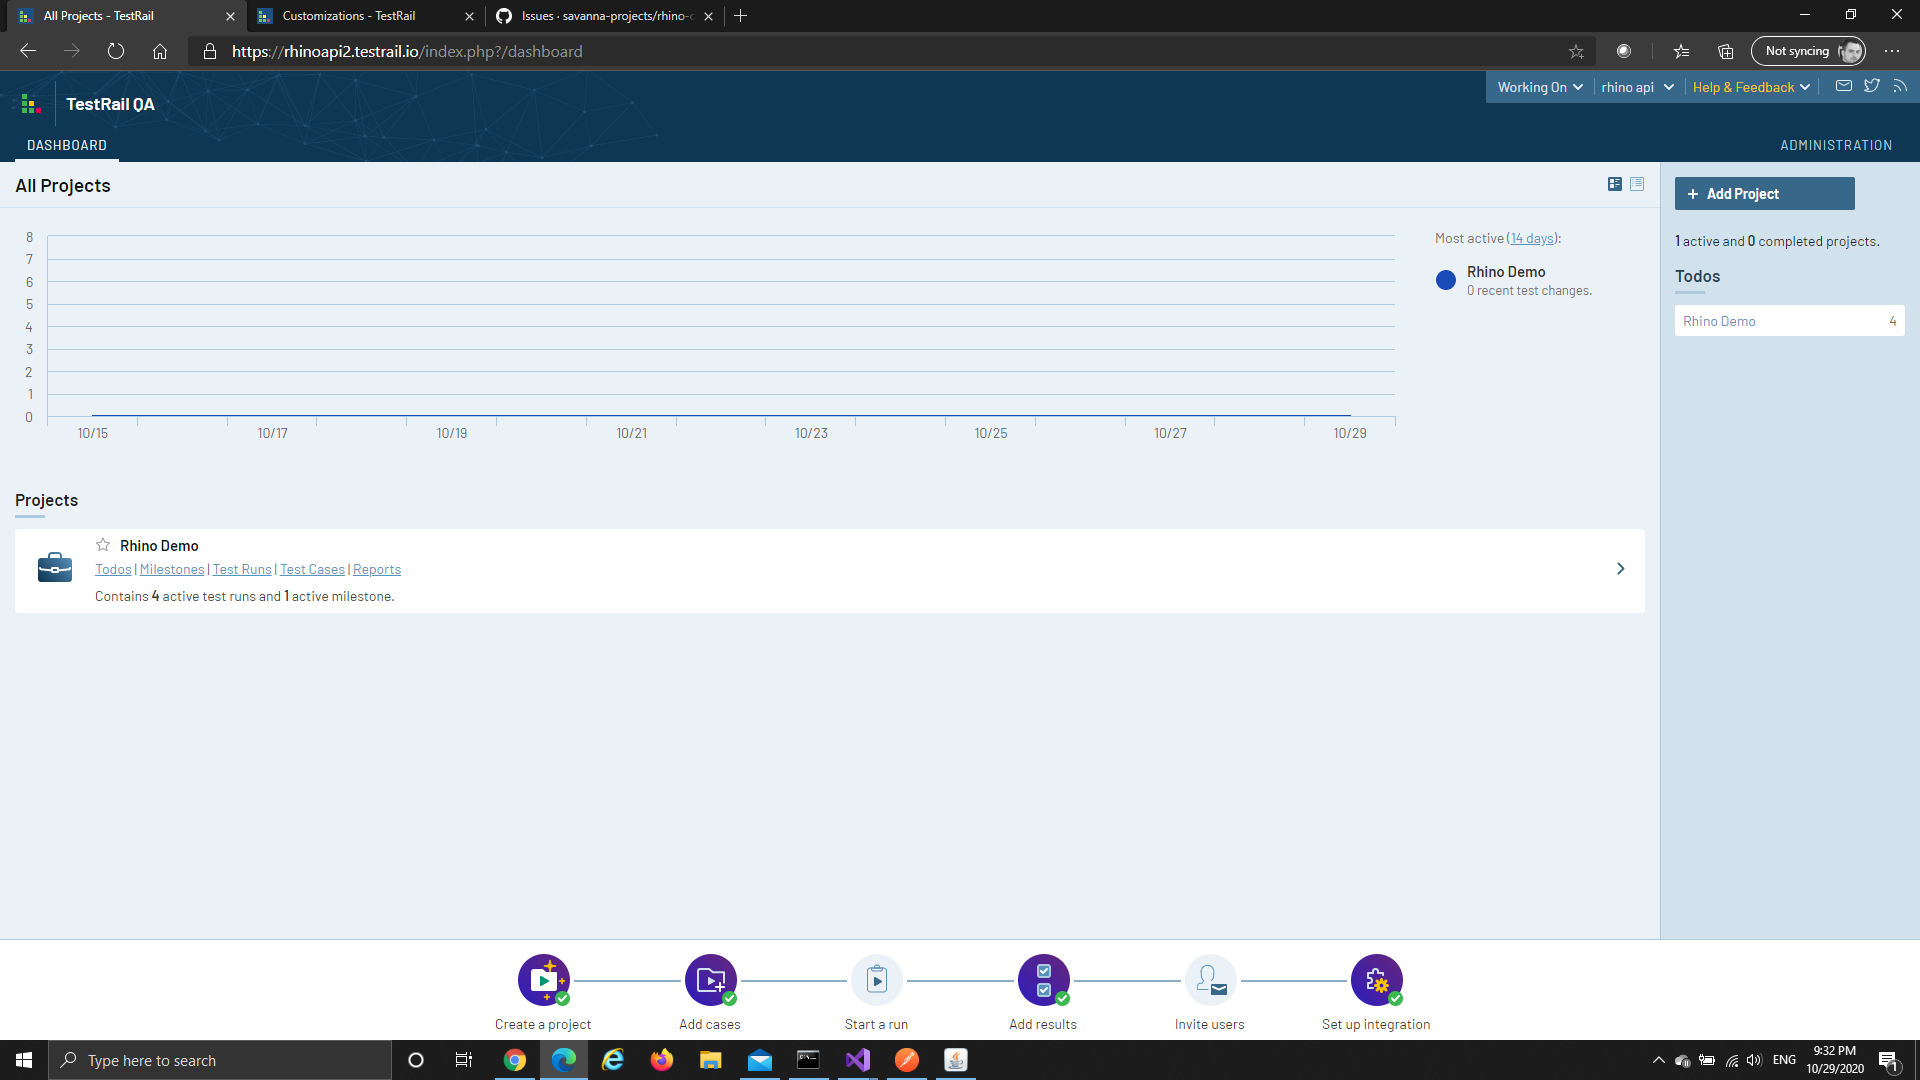 All Projects - TestRail
Customizations - TestRail
Issues · savanna-projects/rhino-c
https://rhinoapi2.testrail.io/index.php?/dashboard
Not syncing
TestRail QA
Working On
rhino api
Help & Feedback
DASHBOARD
ADMINISTRATION
All Projects
Add Project
8
7
6
5
4
3
2
1
0
10/15 10/17 10/19 10/21 10/23 10/25 10/27 10/29
Most active (14 days):
Rhino Demo
0 recent test changes.
1 active and 0 completed projects.
Todos
Rhino Demo 4
Projects
Rhino Demo
Todos | Milestones | Test Runs | Test Cases | Reports
Contains 4 active test runs and 1 active milestone.
Create a project
Add cases
Start a run
Add results
Invite users
Set up integration
Type here to search
ENG
9:32 PM
10/29/2020
1